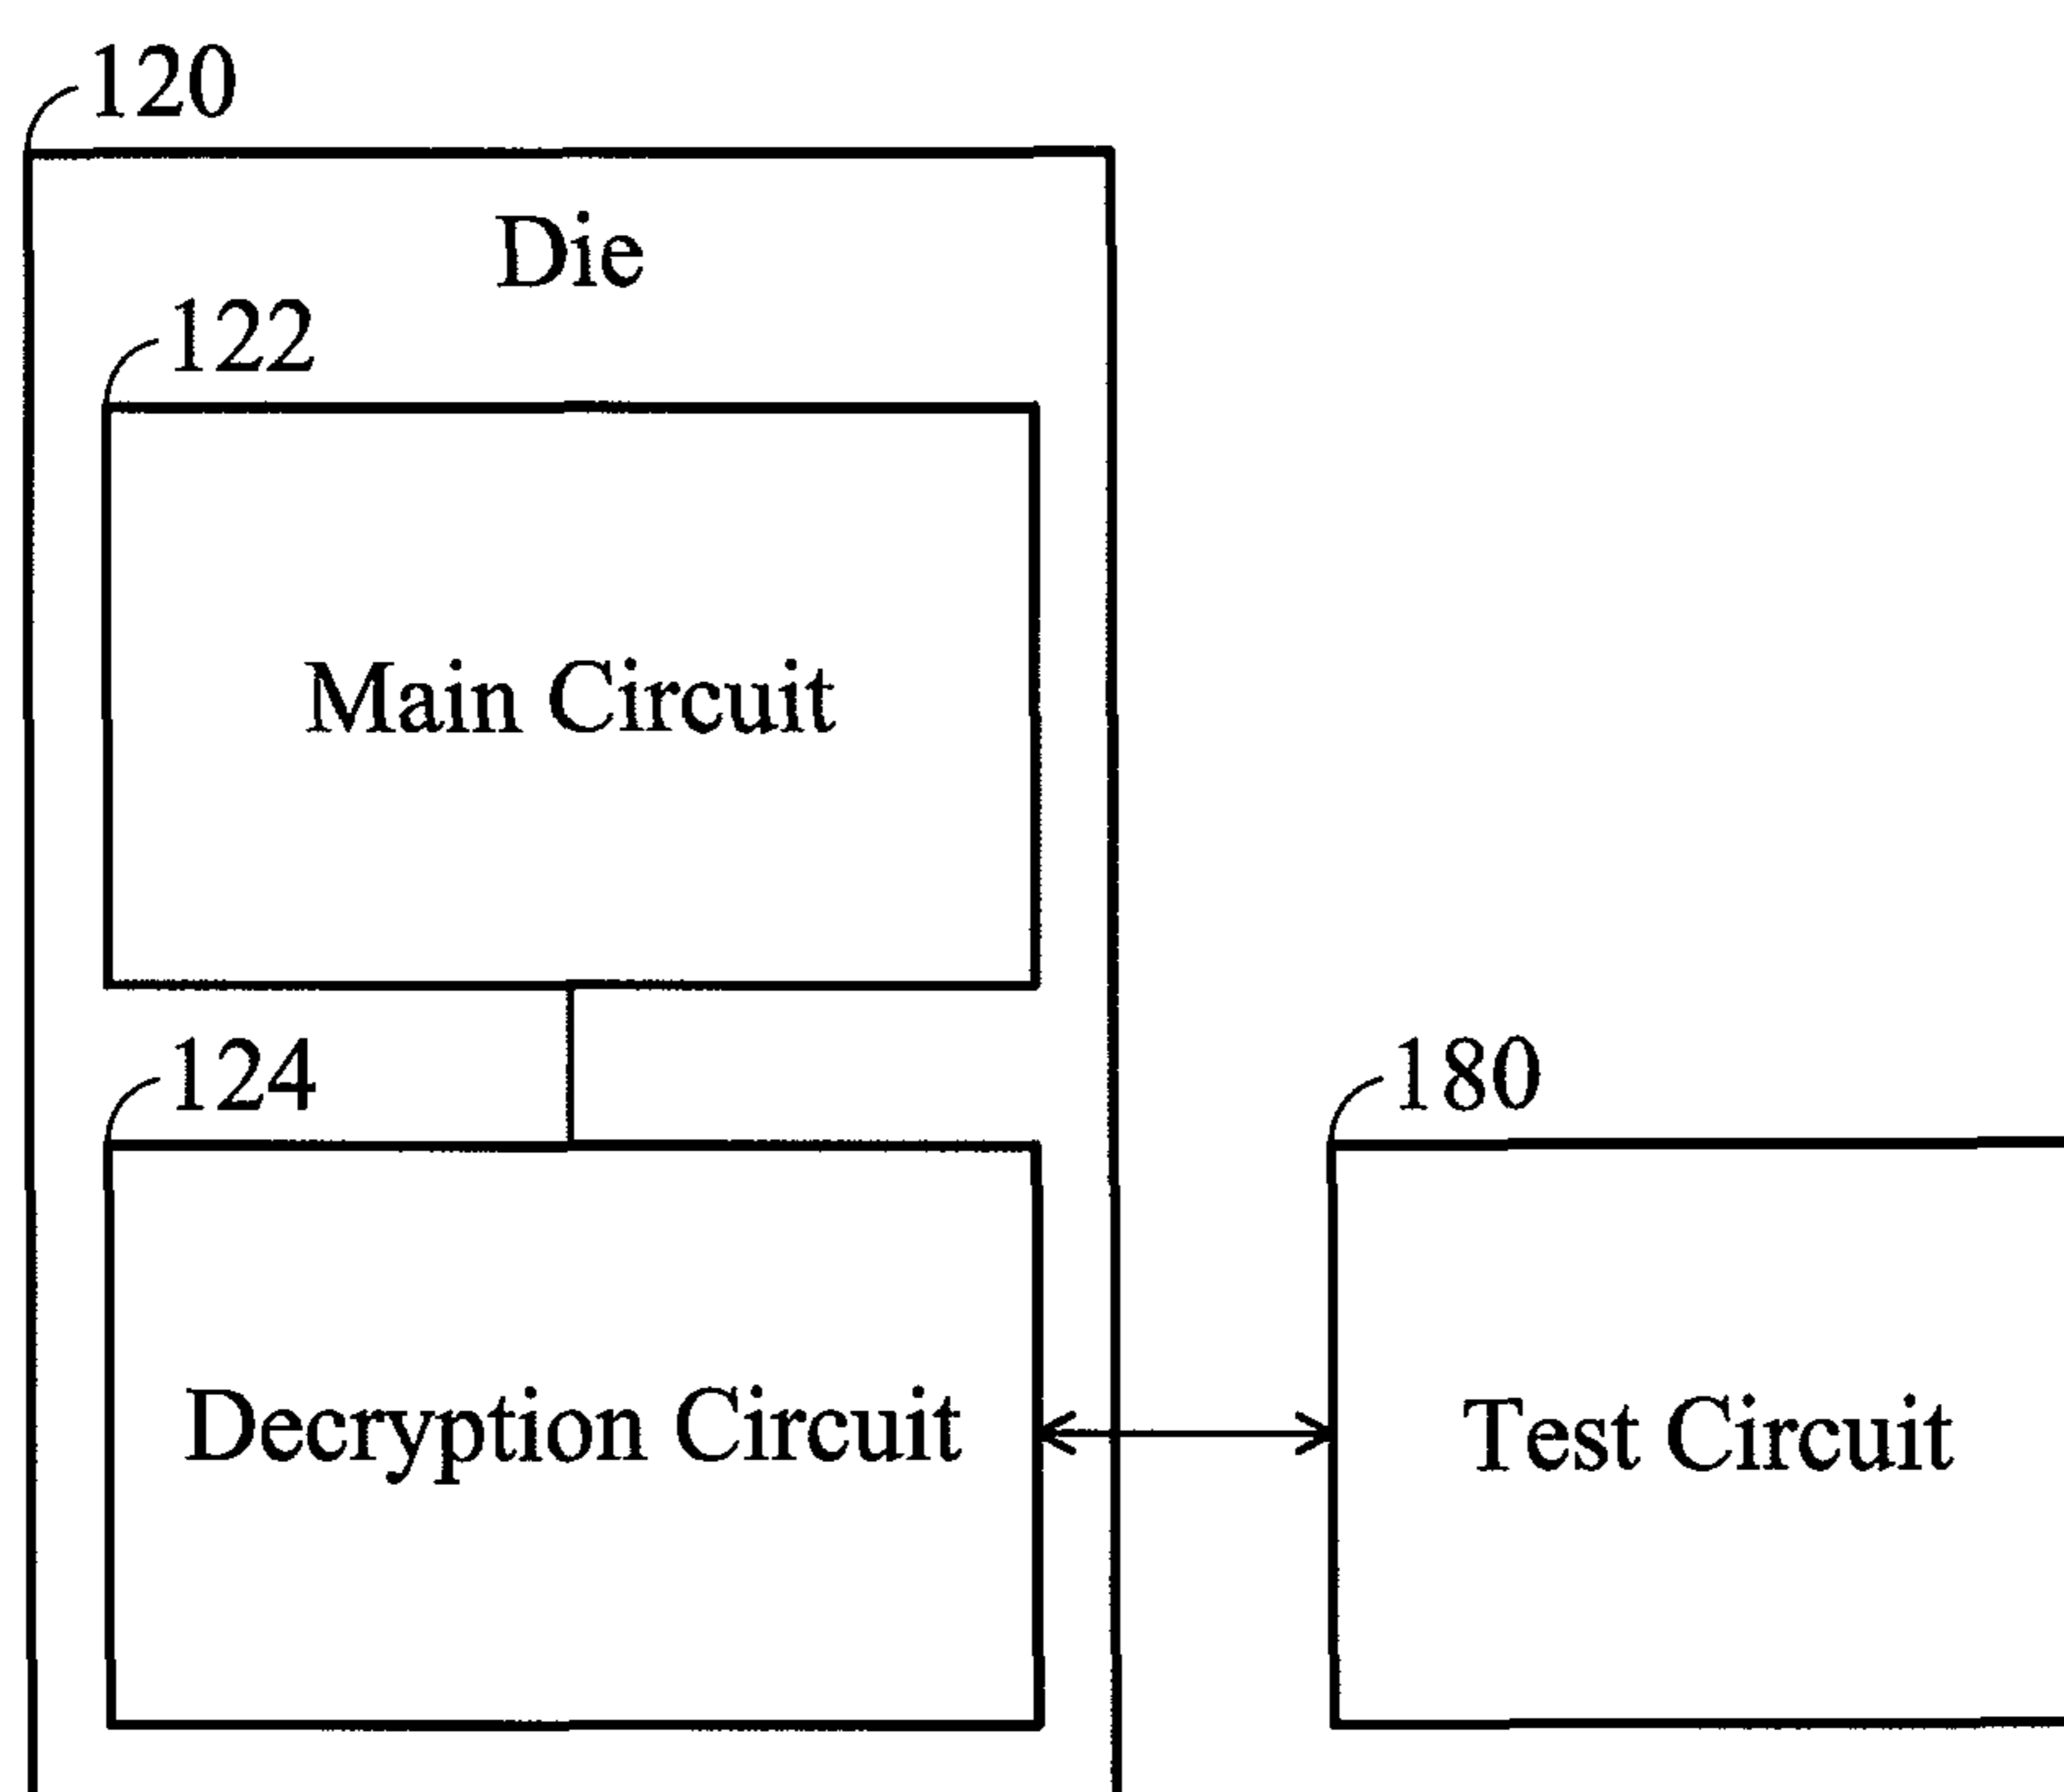 120
Die
122
Main Circuit
124
180
Decryption Circuit
Test Circuit